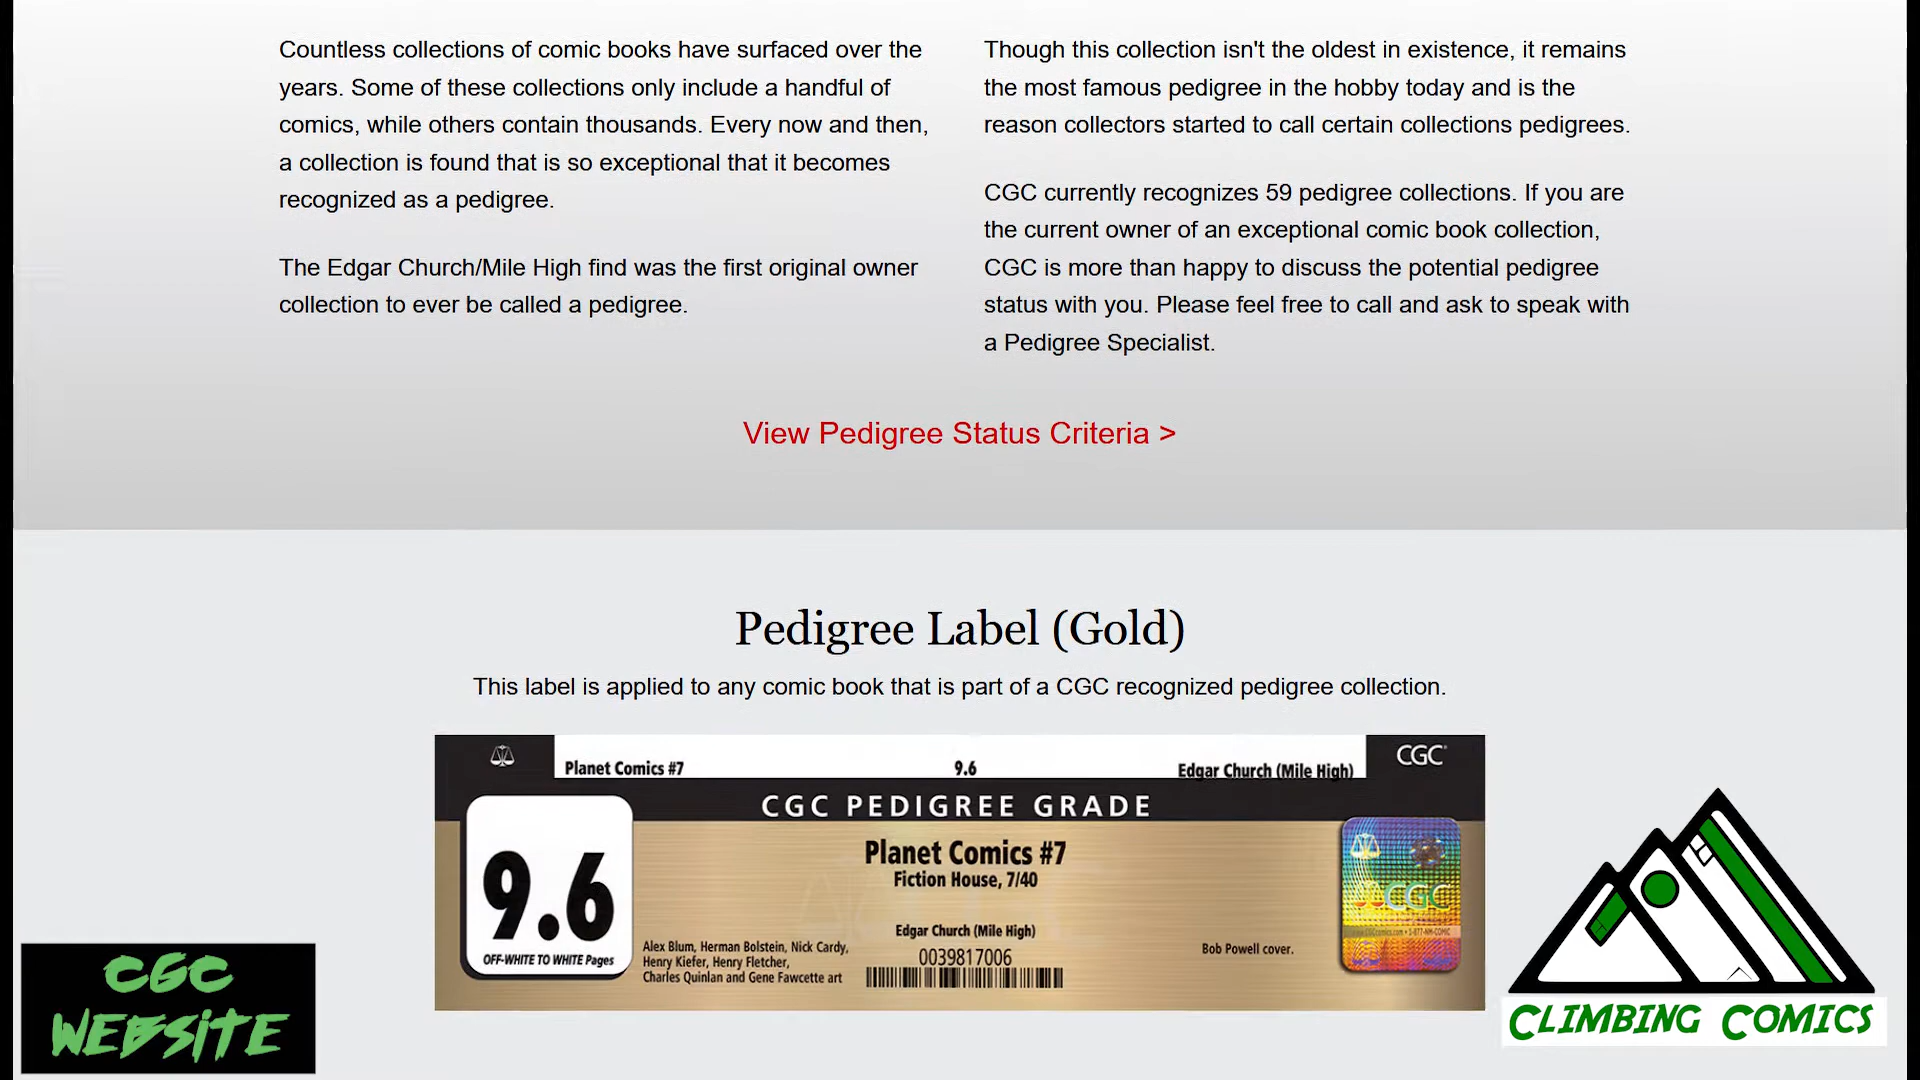 Countless collections of comic books have surfaced over the
years. Some of these collections only include a handful of
comics, while others contain thousands. Every now and then,
a collection is found that is so exceptional that it becomes
recognized as a pedigree.
The Edgar Church/Mile High find was the first original owner
collection to ever be called a pedigree.
Though this collection isn't the oldest in existence, it remains
the most famous pedigree in the hobby today and is the
reason collectors started to call certain collections pedigrees.
CGC currently recognizes 59 pedigree collections. If you are
the current owner of an exceptional comic book collection,
CGC is more than happy to discuss the potential pedigree
status with you. Please feel free to call and ask to speak with
a Pedigree Specialist.
View Pedigree Status Criteria >
Pedigree Label (Gold)
This label is applied to any comic book that is part of a CGC recognized pedigree collection.
Planet Comics #7 9.6 Edgar Church (Mile High) CGC
CGC PEDIGREE GRADE
9.6
OFF-WHITE TO WHITE Pages
Planet Comics #7
Fiction House, 7/40
Edgar Church (Mile High)
0039817006
Alex Blum, Herman Bolstein, Nick Cardy,
Henry Kiefer, Henry Fletcher,
Charles Quinlan and Gene Fawcette art
Bob Powell cover.
CGC
CGC
WEBSITE
CLIMBING COMICS